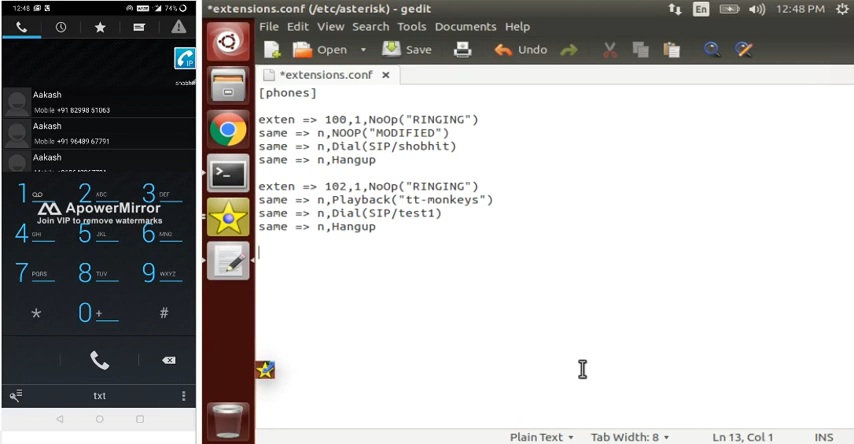 12:48
74%
shobhit
Aakash
Mobile +91 82998 51063
Aakash
Mobile +91 96489 67791
Aakash
1
2 ABC
3 DEF
ApowerMirror
Join VIP to remove watermarks
4 GHI
5 JKL
6 MNO
7 PQRS
8 TUV
9 WXYZ
*
0 +
#
txt
*extensions.conf (/etc/asterisk) - gedit
En
12:48 PM
File Edit View Search Tools Documents Help
Open Save Undo
*extensions.conf ×
[phones]
exten => 100,1,NoOp("RINGING")
same => n,NOOP("MODIFIED")
same => n,Dial(SIP/shobhit)
same => n,Hangup
exten => 102,1,NoOp("RINGING")
same => n,Playback("tt-monkeys")
same => n,Dial(SIP/test1)
same => n,Hangup
Plain Text Tab Width: 8 Ln 13, Col 1 INS